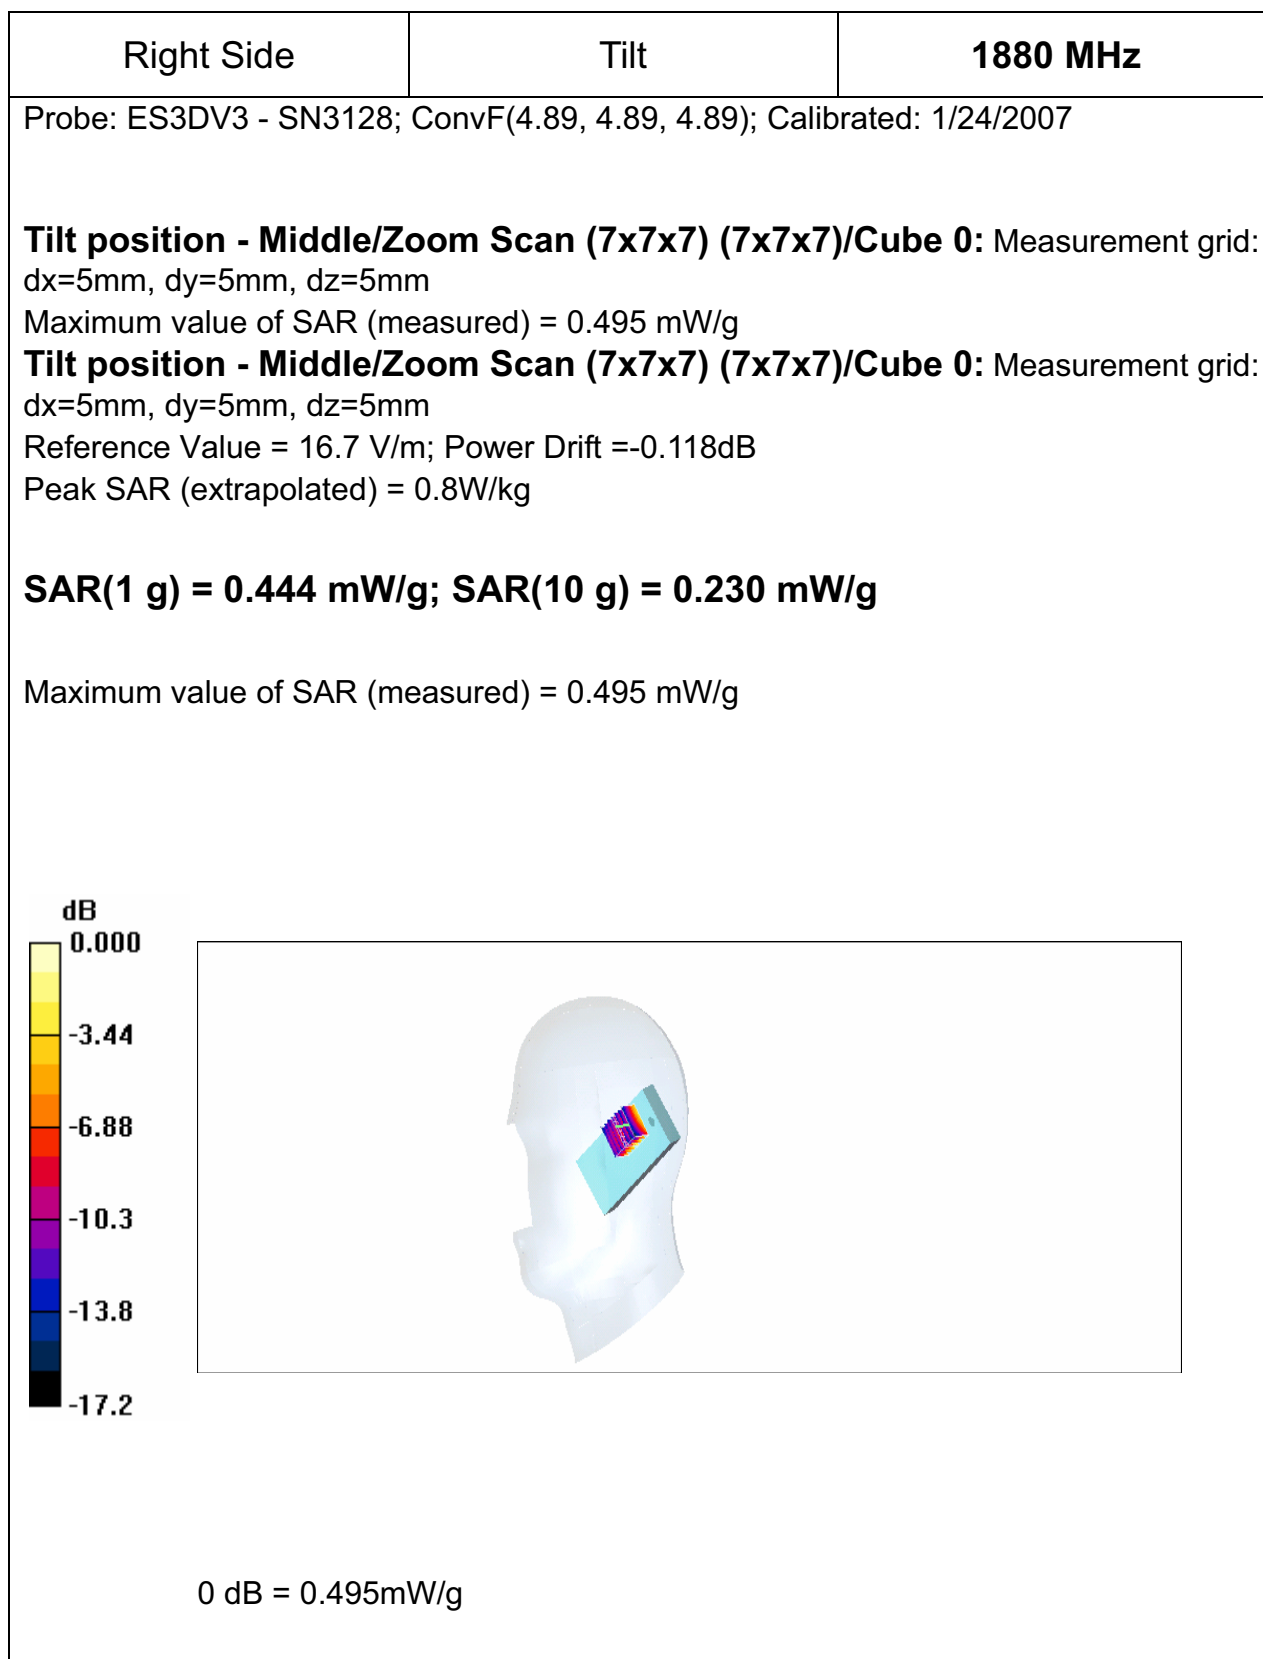 Right Side Tilt 1880 MHz
Probe: ES3DV3 - SN3128; ConvF(4.89, 4.89, 4.89); Calibrated: 1/24/2007
Tilt position - Middle/Zoom Scan (7x7x7) (7x7x7)/Cube 0: Measurement grid:
dx=5mm, dy=5mm, dz=5mm
Maximum value of SAR (measured) = 0.495 mW/g
Tilt position - Middle/Zoom Scan (7x7x7) (7x7x7)/Cube 0: Measurement grid:
dx=5mm, dy=5mm, dz=5mm
Reference Value = 16.7 V/m; Power Drift =-0.118dB
Peak SAR (extrapolated) = 0.8W/kg
SAR(1 g) = 0.444 mW/g; SAR(10 g) = 0.230 mW/g
Maximum value of SAR (measured) = 0.495 mW/g
dB
0.000
-3.44
-6.88
-10.3
-13.8
-17.2
0 dB = 0.495mW/g